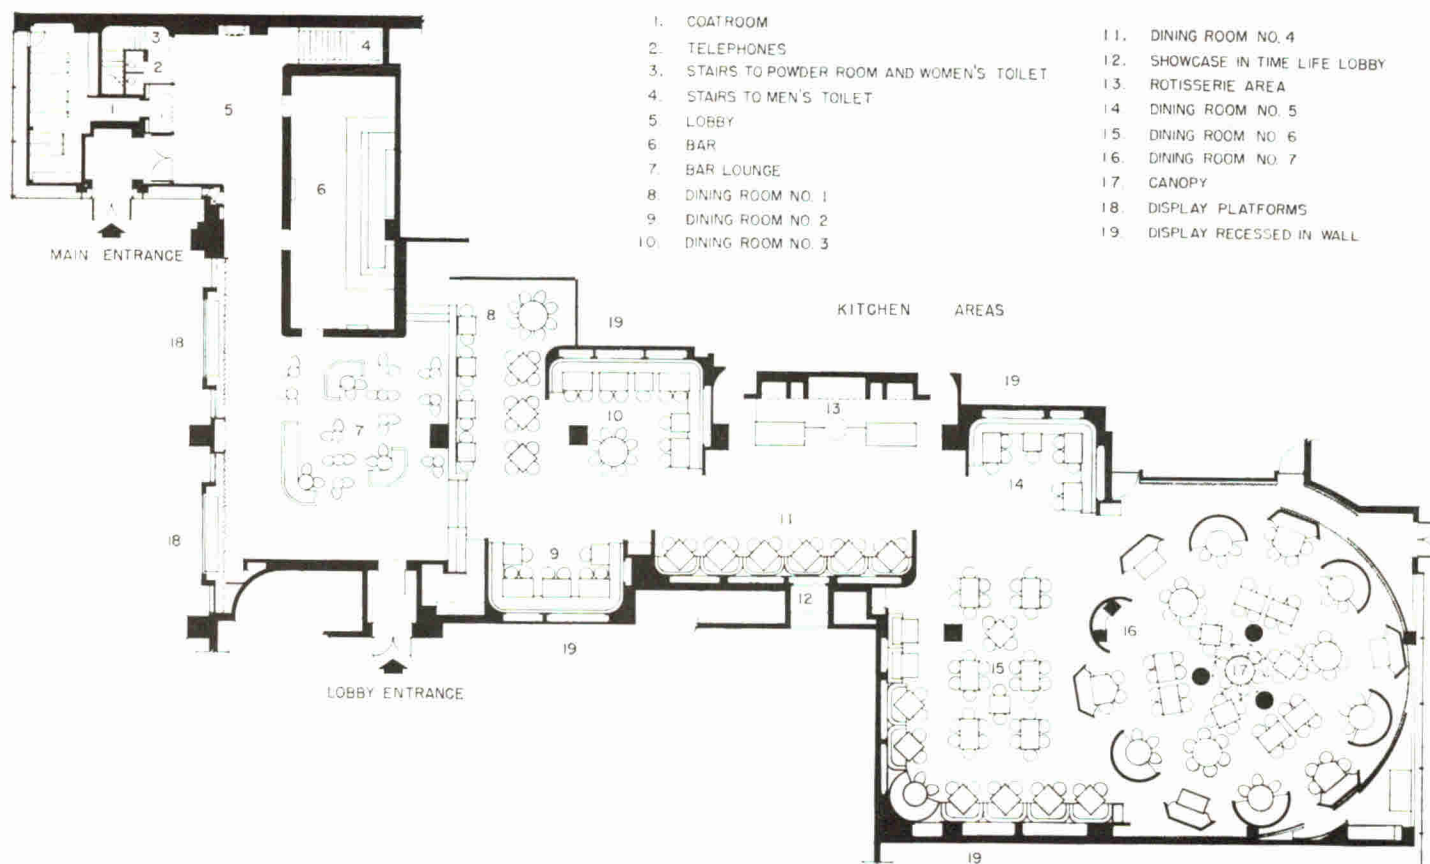 1. COATROOM
2. TELEPHONES
3. STAIRS TO POWDER ROOM AND WOMEN'S TOILET
4. STAIRS TO MEN'S TOILET
5. LOBBY
6. BAR
7. BAR LOUNGE
8. DINING ROOM NO. 1
9. DINING ROOM NO. 2
10. DINING ROOM NO. 3
11. DINING ROOM NO. 4
12. SHOWCASE IN TIME LIFE LOBBY
13. ROTISSERIE AREA
14. DINING ROOM NO. 5
15. DINING ROOM NO. 6
16. DINING ROOM NO. 7
17. CANOPY
18. DISPLAY PLATFORMS
19. DISPLAY RECESSED IN WALL
3
4
2
1
5
6
MAIN ENTRANCE
KITCHEN AREAS
8
19
18
19
13
10
7
14
11
18
9
12
16
19
15
17
LOBBY ENTRANCE
19